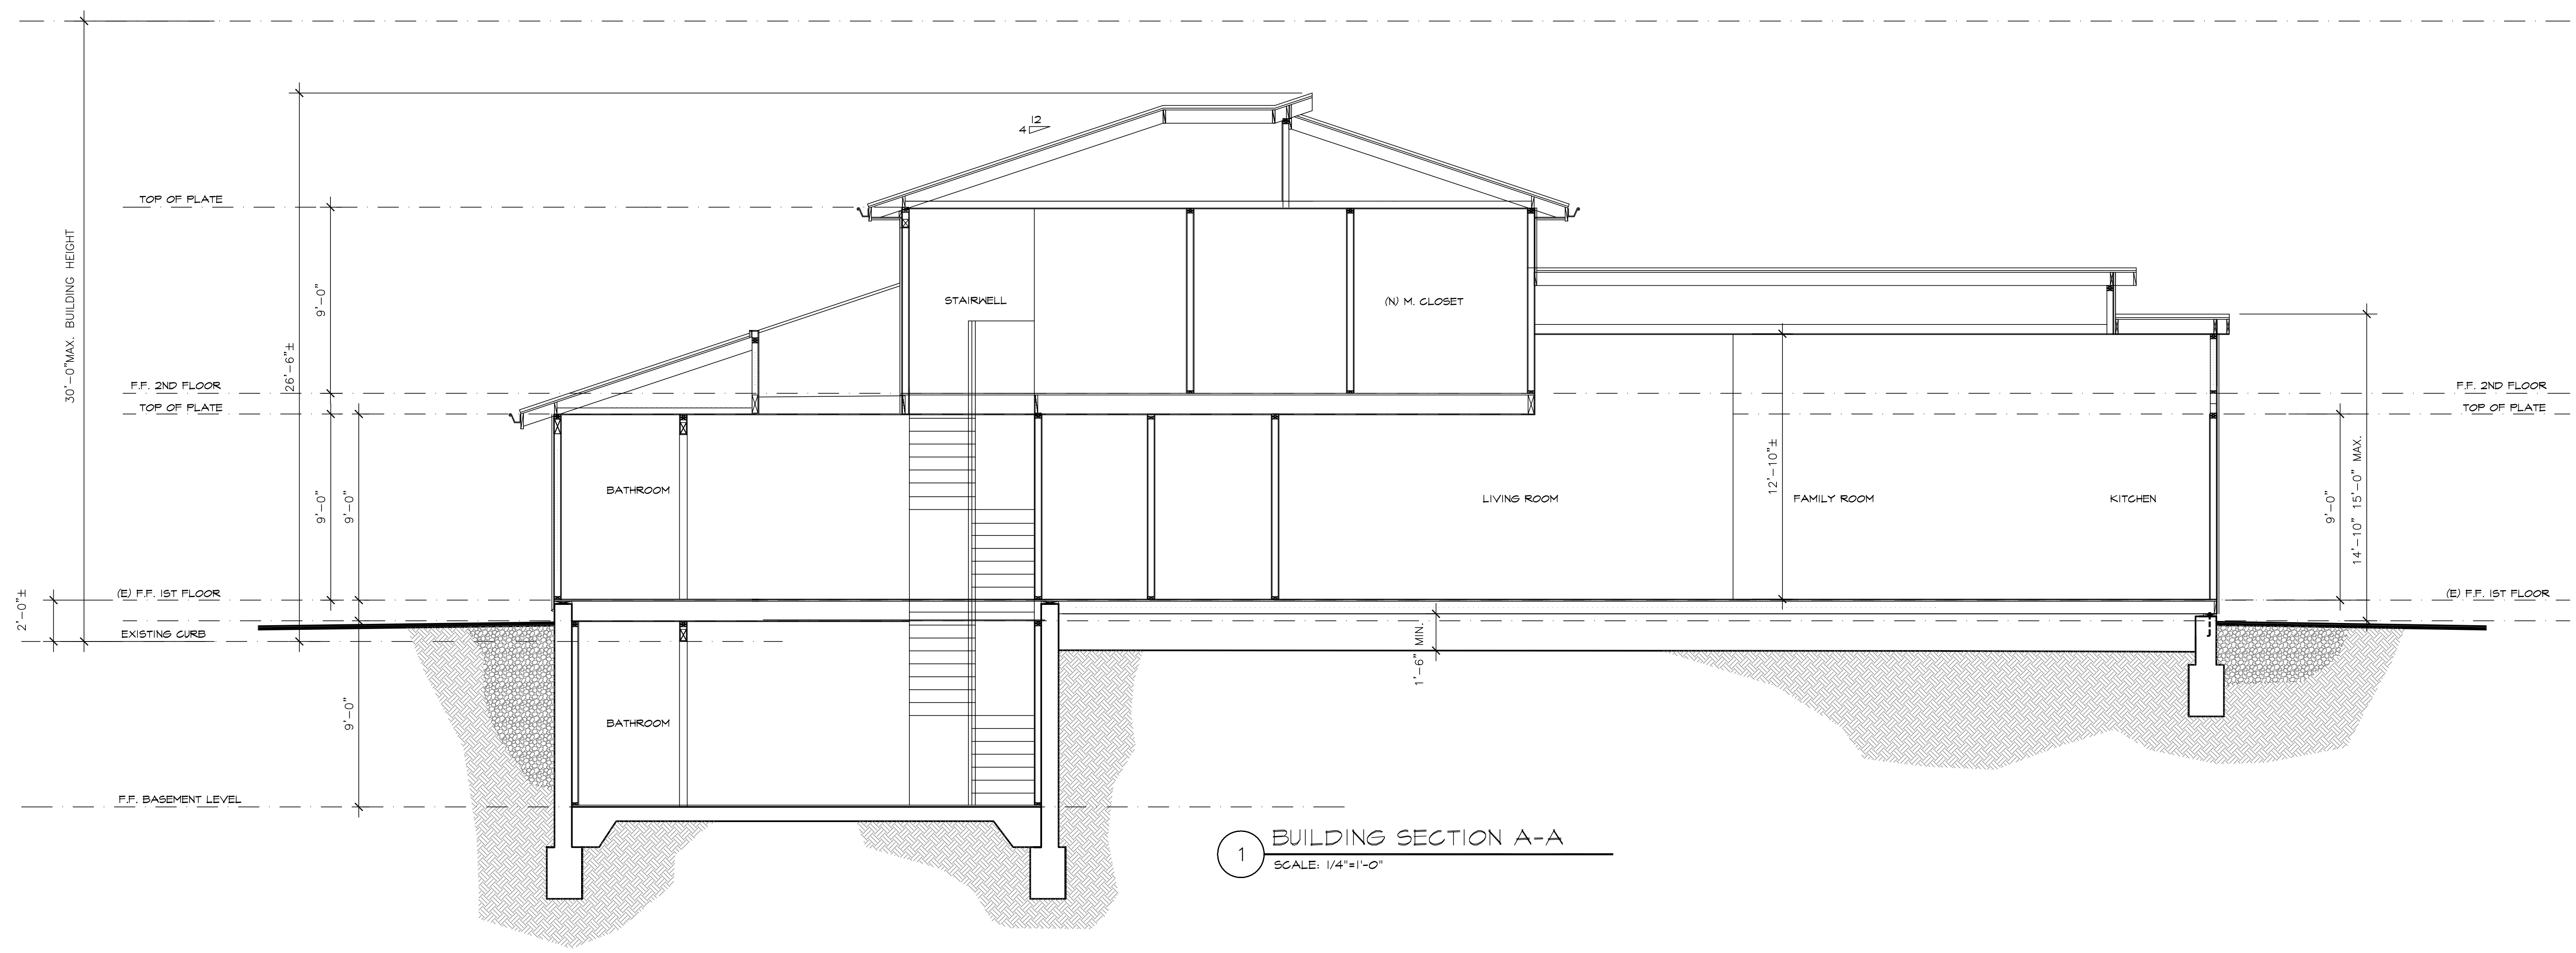 12
4
TOP OF PLATE
30'-0"MAX. BUILDING HEIGHT
9'-0"
STAIRWELL
(N) M. CLOSET
26'-6"±
F.F. 2ND FLOOR
F.F. 2ND FLOOR
TOP OF PLATE
TOP OF PLATE
12'-10"±
14'-10" 15'-0" MAX.
BATHROOM
LIVING ROOM
FAMILY ROOM
KITCHEN
9'-0"
9'-0"
9'-0"
2'-0"±
(E) F.F. 1ST FLOOR
(E) F.F. 1ST FLOOR
EXISTING CURB
1'-6" MIN.
9'-0"
BATHROOM
F.F. BASEMENT LEVEL
1
BUILDING SECTION A-A
SCALE: 1/4"=1'-0"